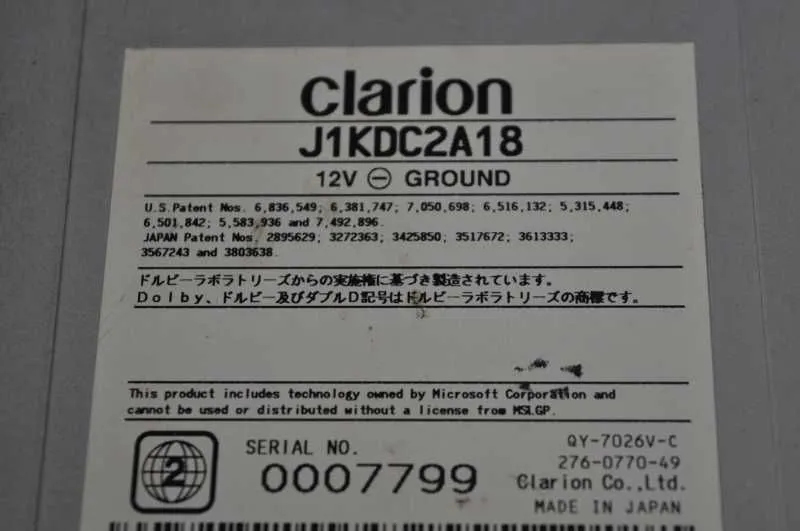 clarion
J1KDC2A18
12V ⊖ GROUND
U.S.Patent Nos. 6,836,549; 6,381,747; 7,050,698; 6,516,132; 5,315,448;
6,501,842; 5,583,936 and 7,492,896.
JAPAN Patent Nos. 2895629; 3272363; 3425850; 3517672; 3613333;
3567243 and 3803638.
ドルビーラボラトリーズからの実施権に基づき製造されています。
Dolby、ドルビー及びダブルD記号はドルビーラボラトリーズの商標です。
This product includes technology owned by Microsoft Corporation and
cannot be used or distributed without a license from MSLGP.
2
SERIAL NO.
0007799
QY-7026V-C
276-0770-49
Clarion Co.,Ltd.
MADE IN JAPAN